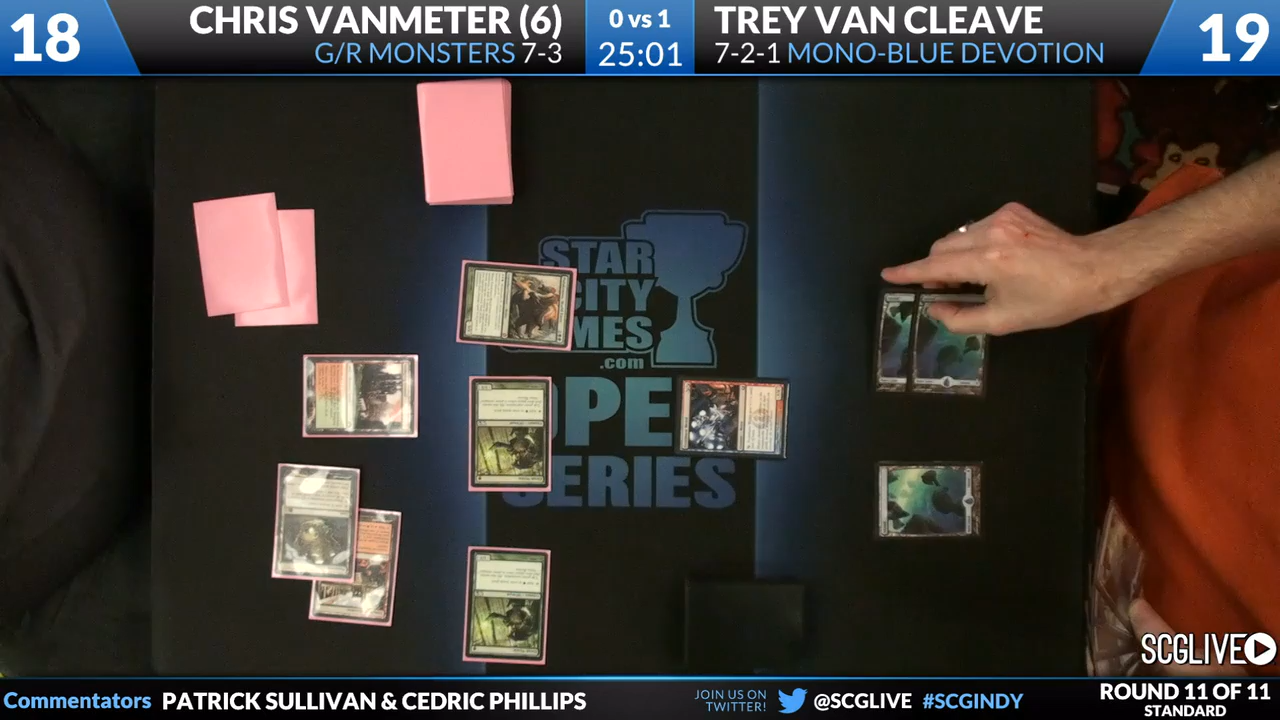 18
CHRIS VANMETER (6)
G/R MONSTERS 7-3
0 vs 1
25:01
TREY VAN CLEAVE
7-2-1 MONO-BLUE DEVOTION
19
STAR
CITY
MES
.com
OPE
SERIES
SCGLIVE
Commentators PATRICK SULLIVAN & CEDRIC PHILLIPS
JOIN US ON
TWITTER!
@SCGLIVE #SCGINDY
ROUND 11 OF 11
STANDARD